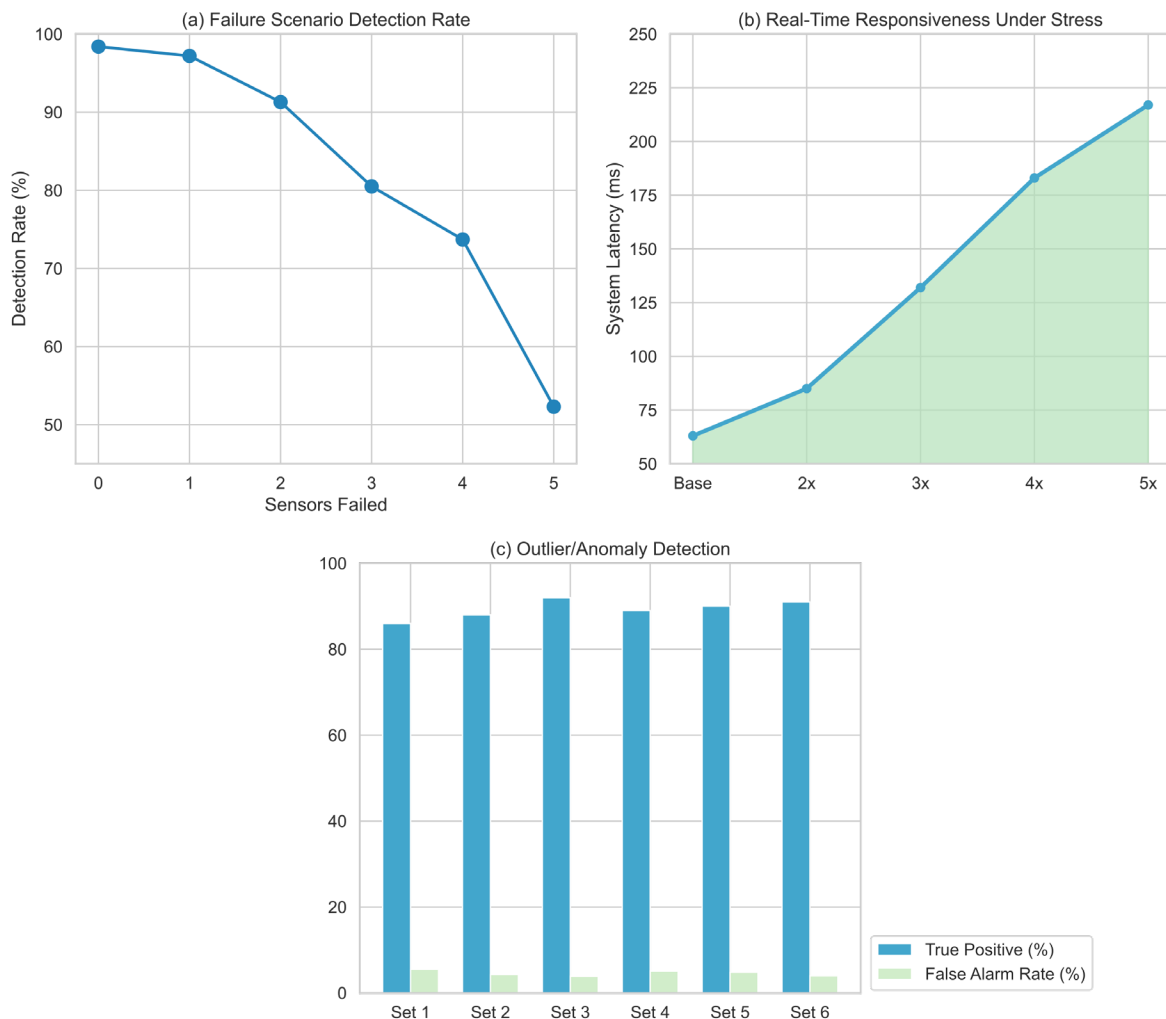 (a) Failure Scenario Detection Rate
100
90
80
70
60
50
Detection Rate (%)
0 1 2 3 4 5
Sensors Failed
(b) Real-Time Responsiveness Under Stress
250
225
200
175
150
125
100
75
50
System Latency (ms)
Base 2x 3x 4x 5x
(c) Outlier/Anomaly Detection
100
80
60
40
20
0
Set 1 Set 2 Set 3 Set 4 Set 5 Set 6
True Positive (%)
False Alarm Rate (%)